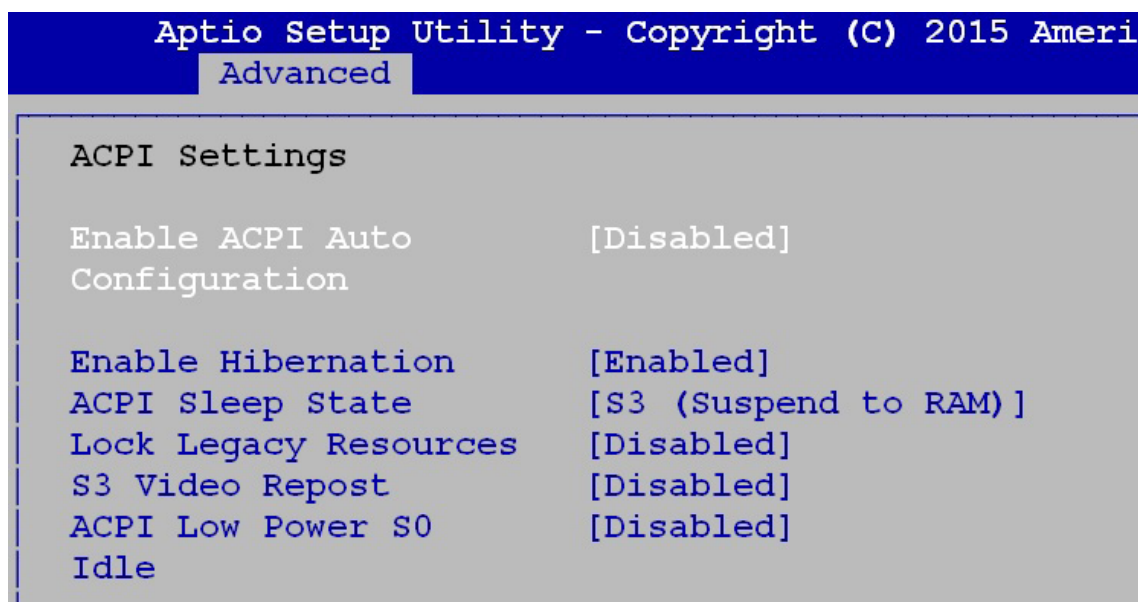 Aptio Setup Utility - Copyright (C) 2015 Ameri
Advanced
ACPI Settings
Enable ACPI Auto [Disabled]
Configuration
Enable Hibernation [Enabled]
ACPI Sleep State [S3 (Suspend to RAM)]
Lock Legacy Resources [Disabled]
S3 Video Repost [Disabled]
ACPI Low Power S0 [Disabled]
Idle